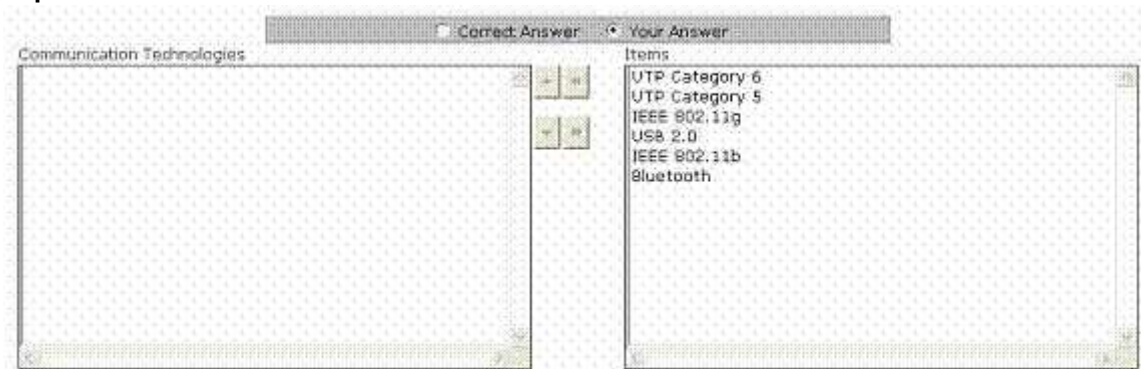 Correct Answer Your Answer
Communication Technologies
Items
UTP Category 6
UTP Category 5
IEEE 802.11g
USB 2.0
IEEE 802.11b
Bluetooth